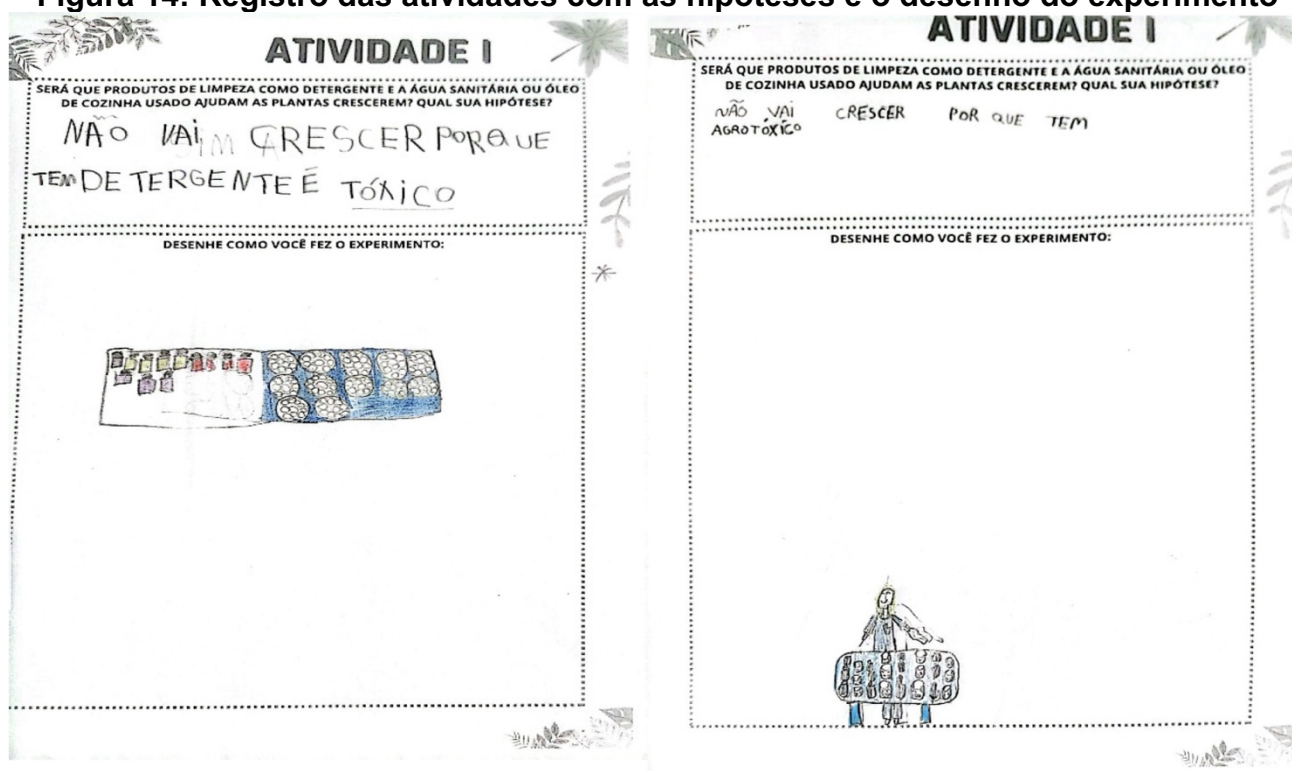 Figura 14: Registro das atividades com as hipóteses e o desenho do experimento
ATIVIDADE I
SERÁ QUE PRODUTOS DE LIMPEZA COMO DETERGENTE E A ÁGUA SANITÁRIA OU ÓLEO
DE COZINHA USADO AJUDAM AS PLANTAS CRESCEREM? QUAL SUA HIPÓTESE?
NÃO VAI CRESCER PORQUE
TEM DETERGENTE É TÓXICO
DESENHE COMO VOCÊ FEZ O EXPERIMENTO:
ATIVIDADE I
SERÁ QUE PRODUTOS DE LIMPEZA COMO DETERGENTE E A ÁGUA SANITÁRIA OU ÓLEO
DE COZINHA USADO AJUDAM AS PLANTAS CRESCEREM? QUAL SUA HIPÓTESE?
NÃO VAI CRESCER POR QUE TEM
AGROTOXÍCO
DESENHE COMO VOCÊ FEZ O EXPERIMENTO: